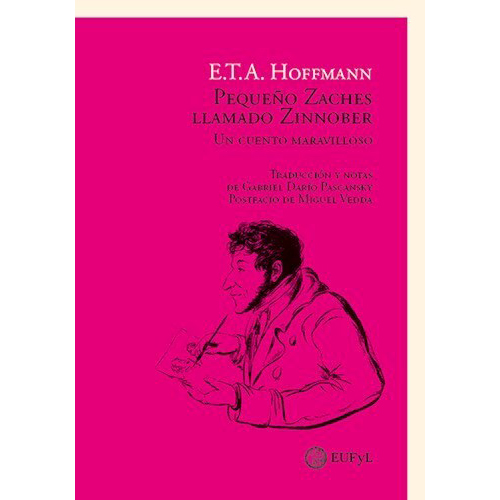 E.T.A. Hoffmann
Pequeño Zaches
llamado Zinnober
Un cuento maravilloso
Traducción y notas
de Gabriel Darío Pascansky
Postfacio de Miguel Vedda
EUFyL